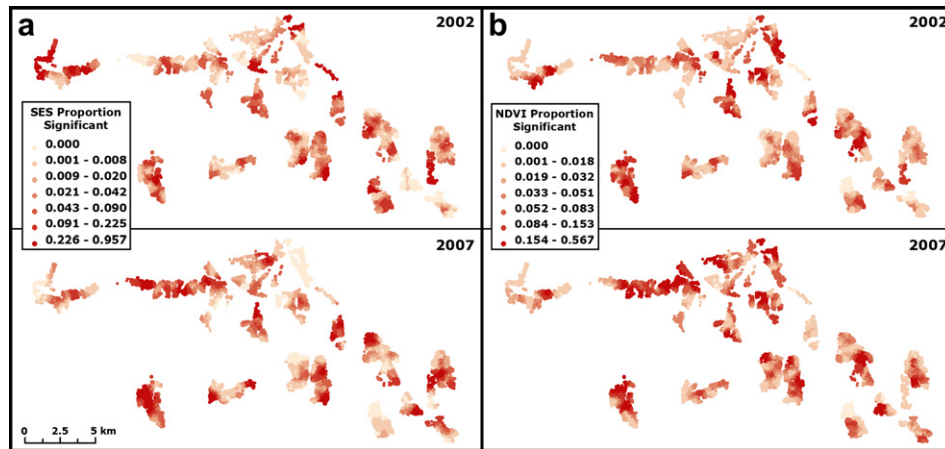 a
2002
SES Proportion
Significant
0.000
0.001 - 0.008
0.009 - 0.020
0.021 - 0.042
0.043 - 0.090
0.091 - 0.225
0.226 - 0.957
2007
0 2.5 5 km
b
2002
NDVI Proportion
Significant
0.000
0.001 - 0.018
0.019 - 0.032
0.033 - 0.051
0.052 - 0.083
0.084 - 0.153
0.154 - 0.567
2007